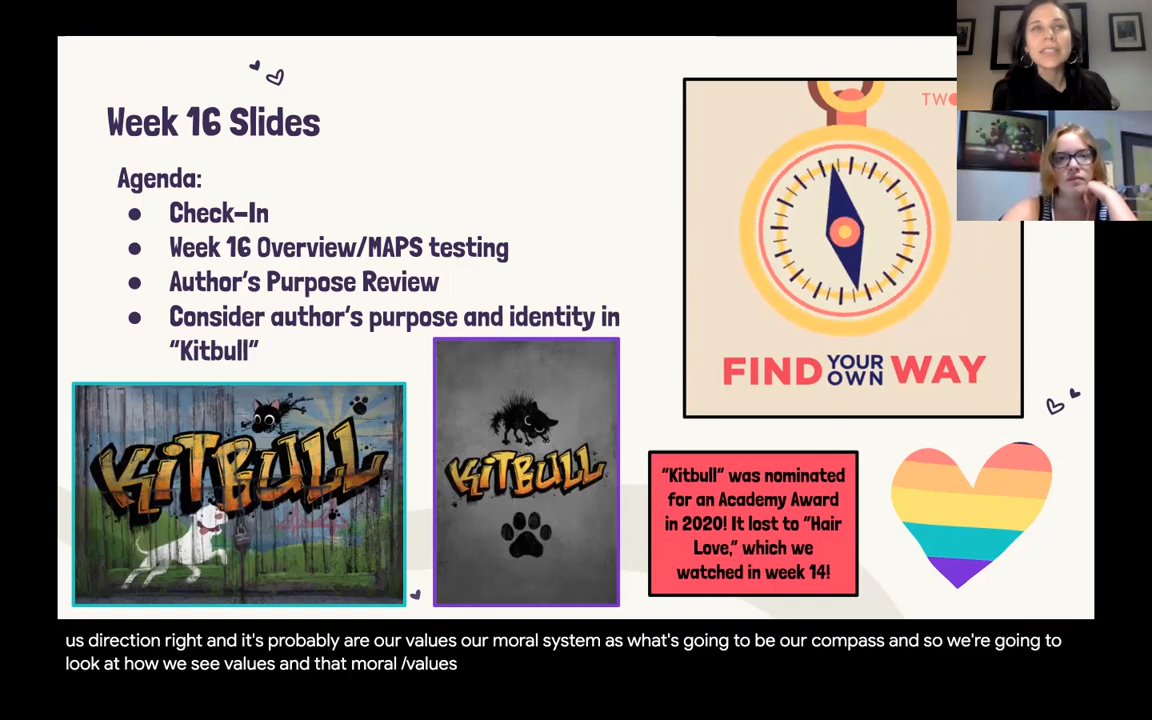 Week 16 Slides
Agenda:
● Check-In
● Week 16 Overview/MAPS testing
● Author's Purpose Review
● Consider author's purpose and identity in
"Kitbull"
KITBULL
KITBULL
TWO
FIND YOUR OWN WAY
"Kitbull" was nominated
for an Academy Award
in 2020! It lost to "Hair
Love," which we
watched in week 14!
us direction right and it's probably are our values our moral system as what's going to be our compass and so we're going to
look at how we see values and that moral /values